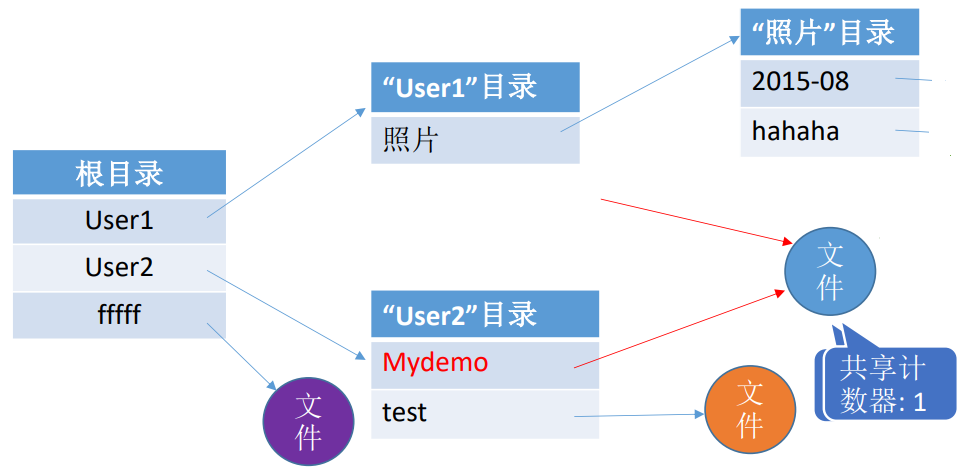 “照片”目录
2015-08
hahaha
“User1”目录
照片
根目录
User1
User2
fffff
“User2”目录
Mydemo
test
文
件
文
件
文
件
共享计
数器: 1